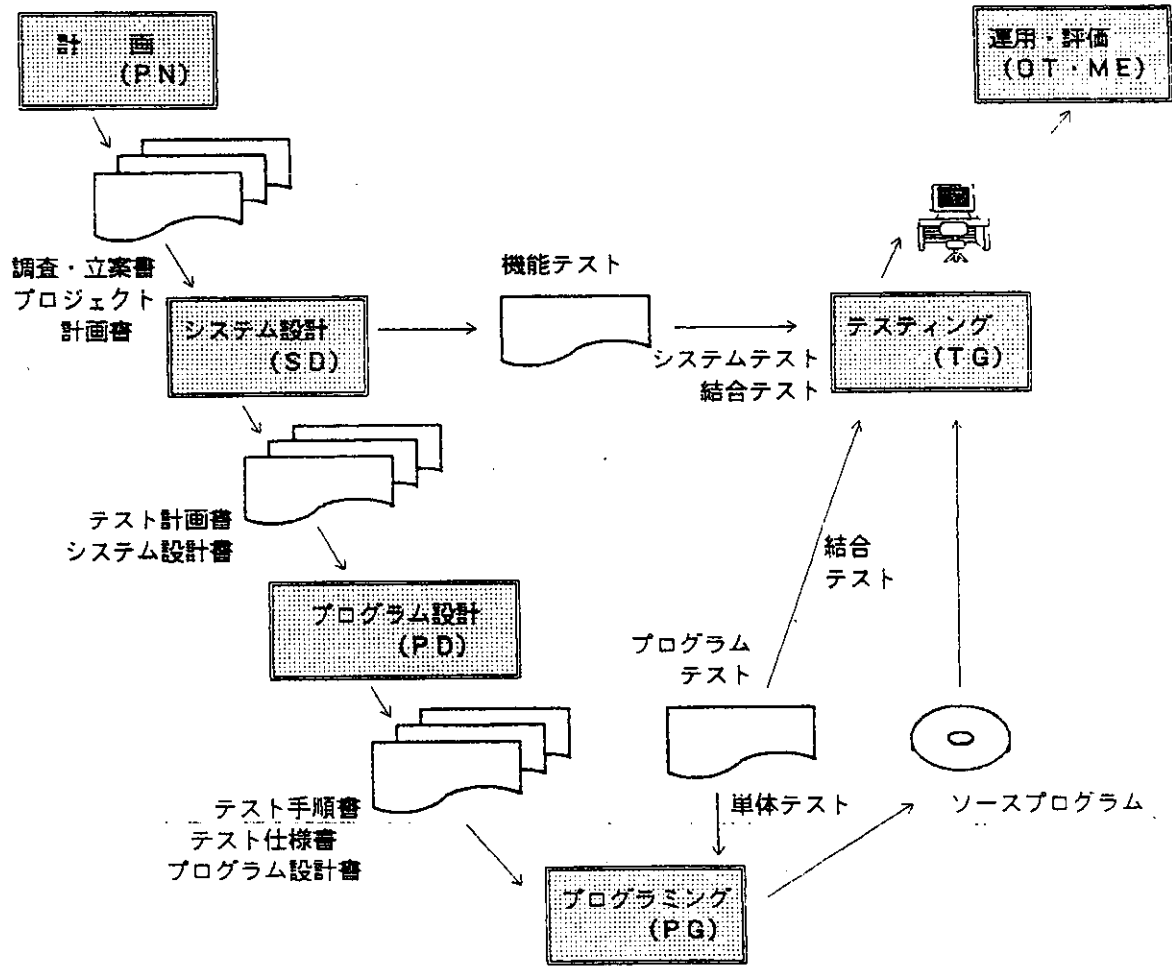 計 画
(PN)
運用・評価
(OT・ME)
調査・立案書
プロジェクト
計画書
システム設計
(SD)
機能テスト
システムテスト
結合テスト
テスティング
(TG)
テスト計画書
システム設計書
プログラム設計
(PD)
結合
テスト
プログラム
テスト
テスト手順書
テスト仕様書
プログラム設計書
単体テスト
ソースプログラム
プログラミング
(PG)